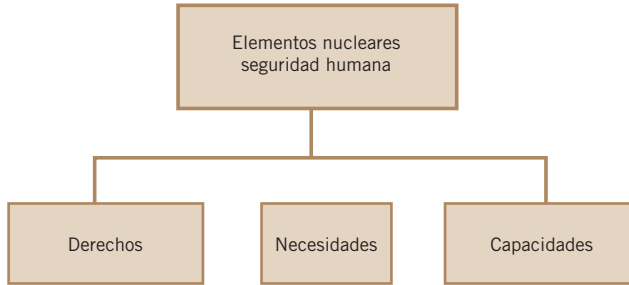 Elementos nucleares
seguridad humana
Derechos
Necesidades
Capacidades